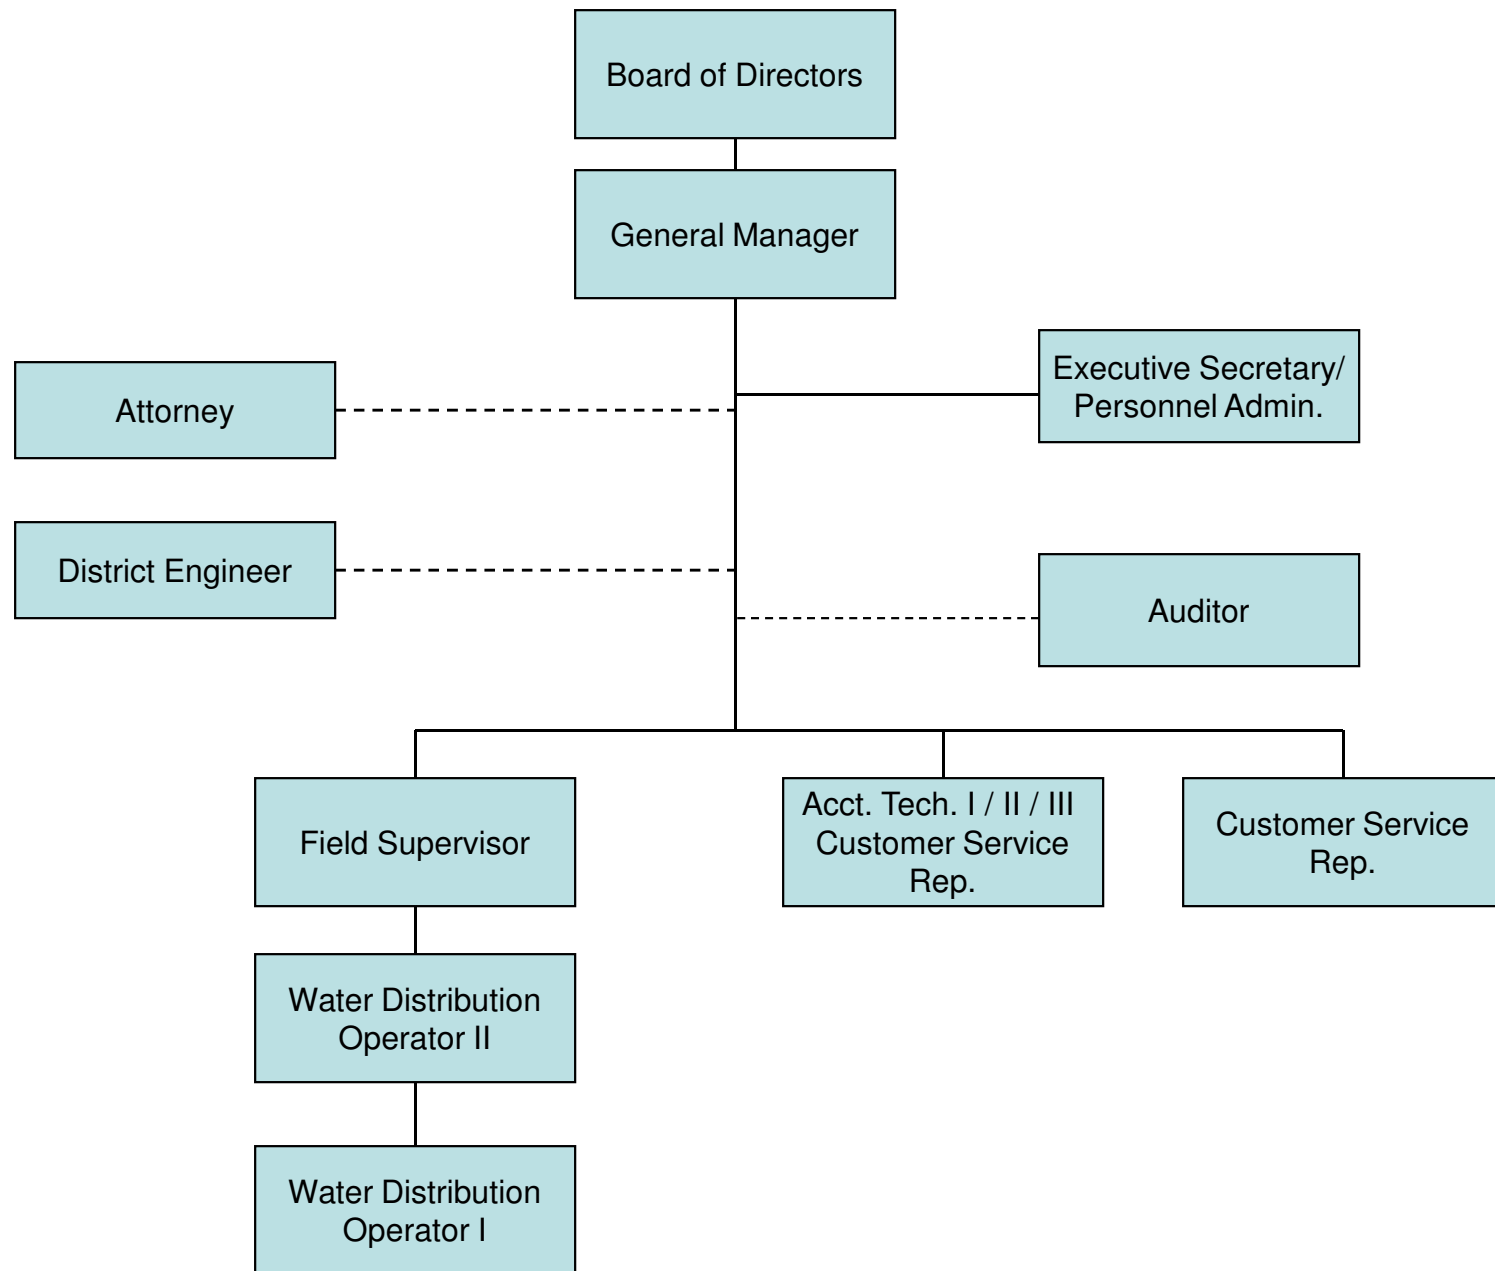 Board of Directors
General Manager
Executive Secretary/
Personnel Admin.
Attorney
District Engineer
Auditor
Field Supervisor
Acct. Tech. I / II / III
Customer Service
Rep.
Customer Service
Rep.
Water Distribution
Operator II
Water Distribution
Operator I